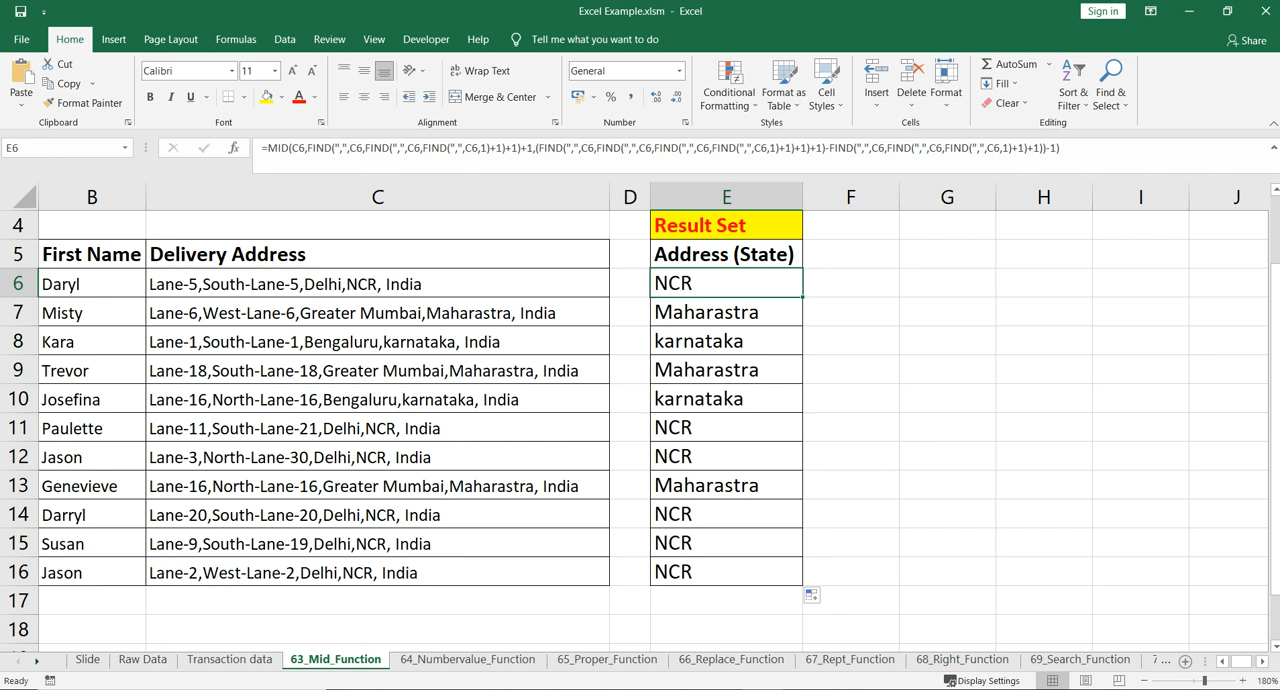 Excel Example.xlsm - Excel
Sign in
File Home Insert Page Layout Formulas Data Review View Developer Help Tell me what you want to do Share
Paste Cut Copy Format Painter Clipboard
Calibri 11 A A B I U A Font
Wrap Text Merge & Center Alignment
General % , Number
Conditional Formatting Format as Table Cell Styles Styles
Insert Delete Format Cells
AutoSum Fill Clear Sort & Filter Find & Select Editing
E6 fx =MID(C6,FIND(",",C6,FIND(",",C6,FIND(",",C6,1)+1)+1)+1,(FIND(",",C6,FIND(",",C6,FIND(",",C6,FIND(",",C6,1)+1)+1)+1)-FIND(",",C6,FIND(",",C6,FIND(",",C6,1)+1)+1))-1)
B C D E F G H I J
4 Result Set
5 First Name Delivery Address Address (State)
6 Daryl Lane-5,South-Lane-5,Delhi,NCR, India NCR
7 Misty Lane-6,West-Lane-6,Greater Mumbai,Maharastra, India Maharastra
8 Kara Lane-1,South-Lane-1,Bengaluru,karnataka, India karnataka
9 Trevor Lane-18,South-Lane-18,Greater Mumbai,Maharastra, India Maharastra
10 Josefina Lane-16,North-Lane-16,Bengaluru,karnataka, India karnataka
11 Paulette Lane-11,South-Lane-21,Delhi,NCR, India NCR
12 Jason Lane-3,North-Lane-30,Delhi,NCR, India NCR
13 Genevieve Lane-16,North-Lane-16,Greater Mumbai,Maharastra, India Maharastra
14 Darryl Lane-20,South-Lane-20,Delhi,NCR, India NCR
15 Susan Lane-9,South-Lane-19,Delhi,NCR, India NCR
16 Jason Lane-2,West-Lane-2,Delhi,NCR, India NCR
17
18
Slide Raw Data Transaction data 63_Mid_Function 64_Numbervalue_Function 65_Proper_Function 66_Replace_Function 67_Rept_Function 68_Right_Function 69_Search_Function 7 ...
Ready Display Settings 180%